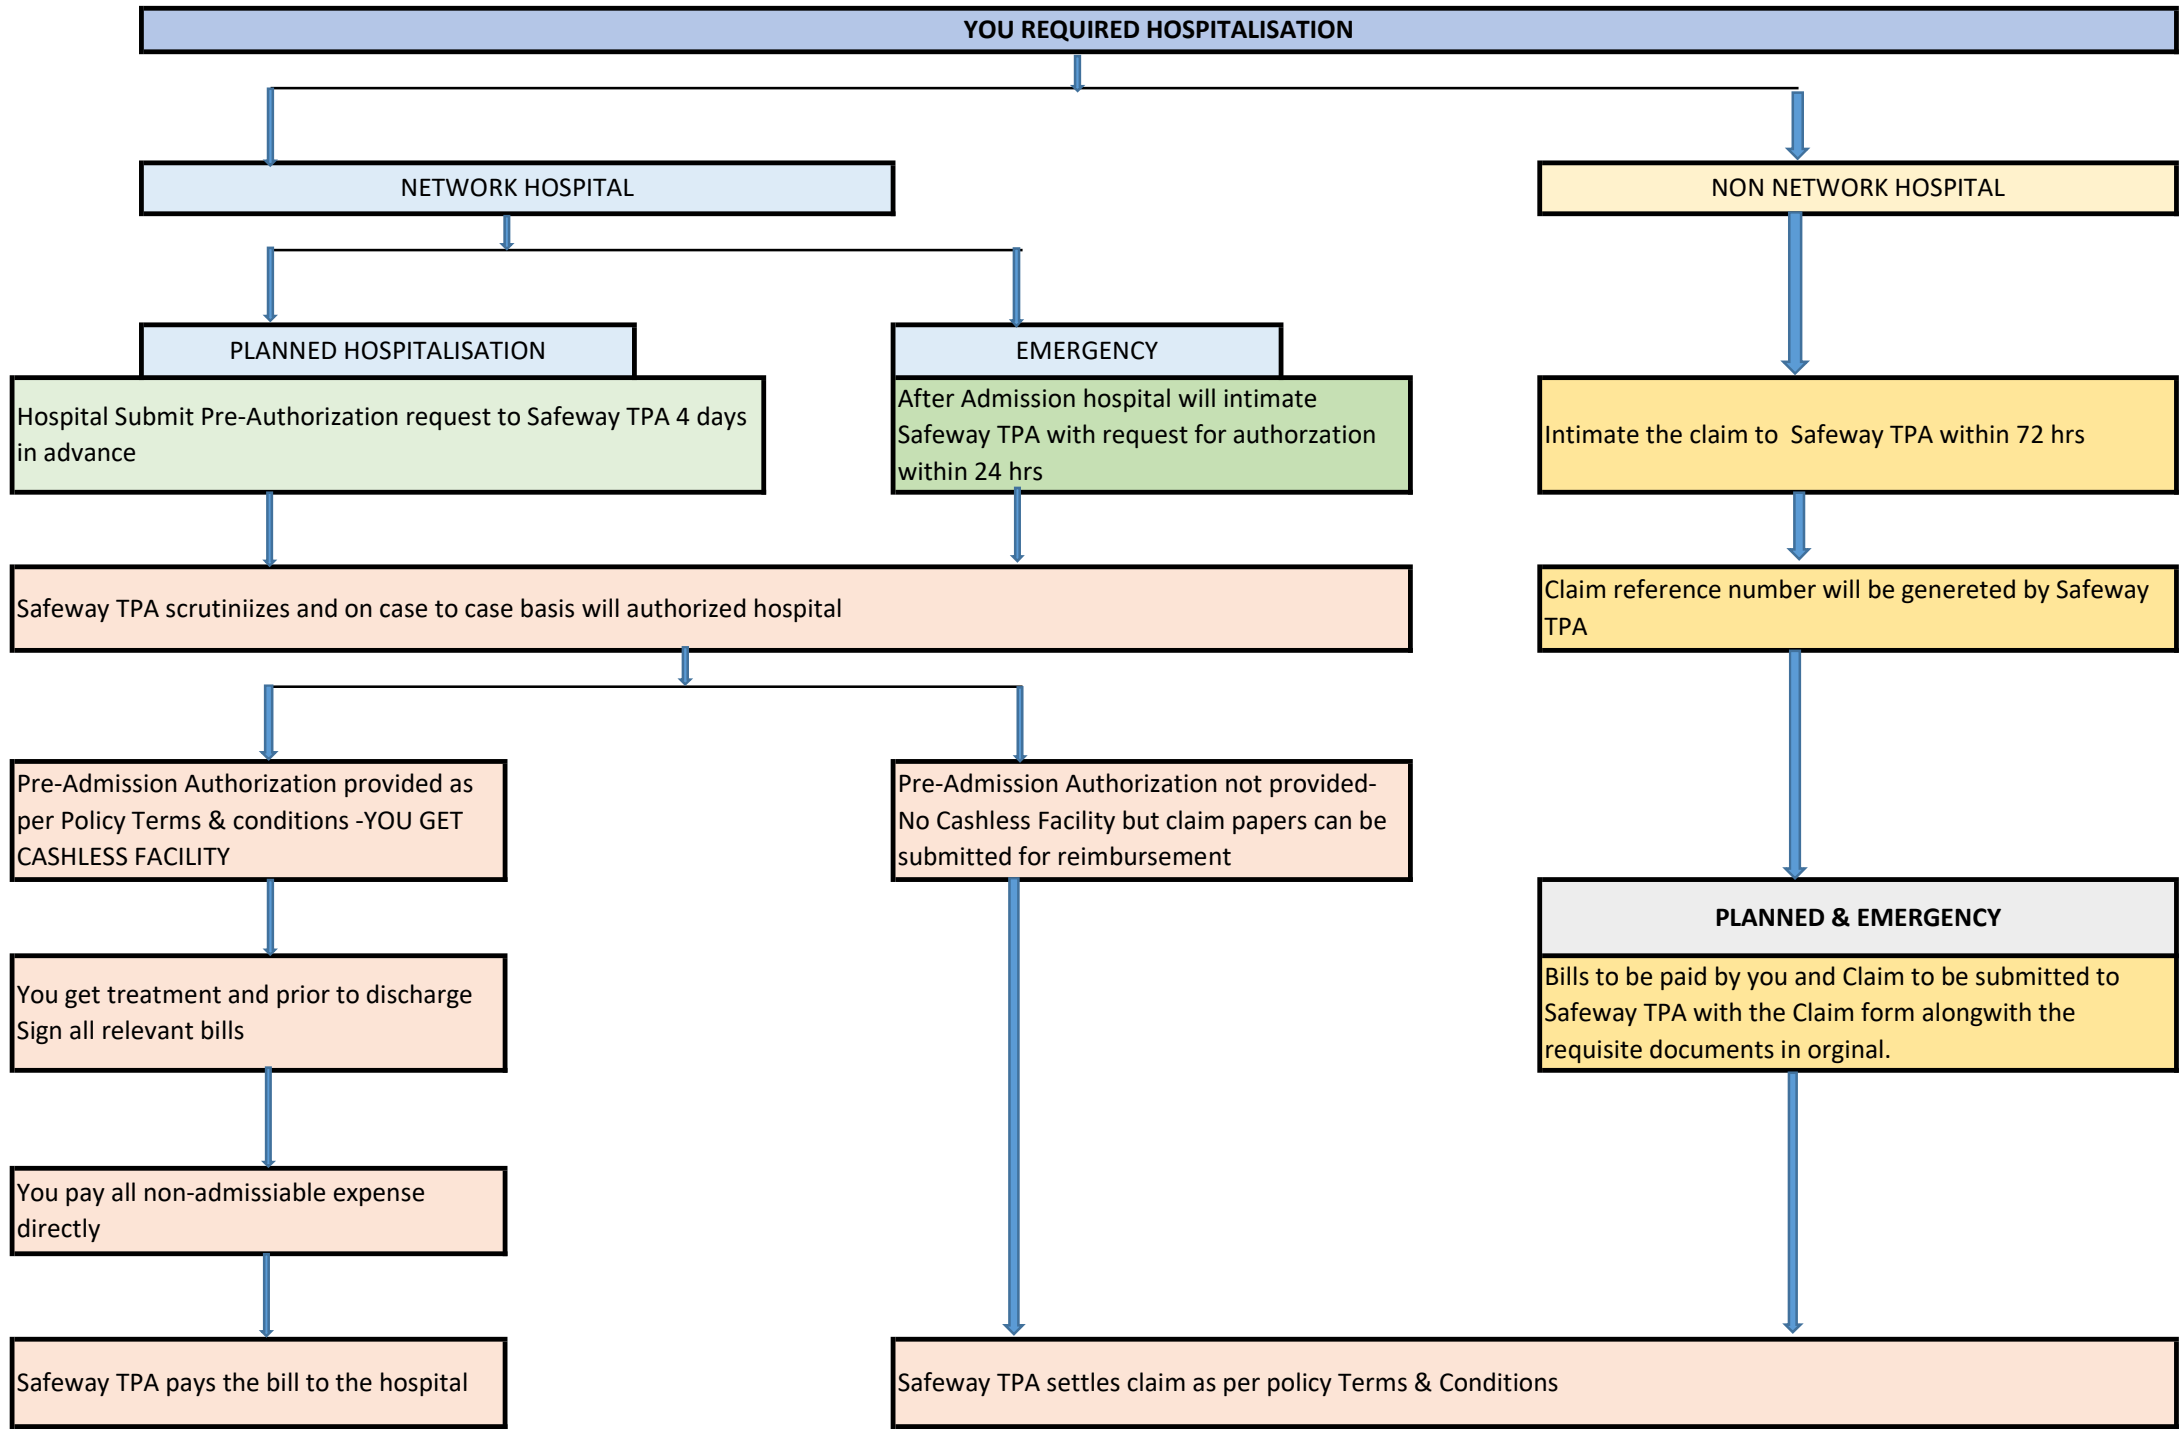 YOU REQUIRED HOSPITALISATION
NETWORK HOSPITAL
NON NETWORK HOSPITAL
PLANNED HOSPITALISATION
EMERGENCY
Hospital Submit Pre-Authorization request to Safeway TPA 4 days
in advance
After Admission hospital will intimate
Safeway TPA with request for authorzation
within 24 hrs
Intimate the claim to Safeway TPA within 72 hrs
Safeway TPA scrutiniizes and on case to case basis will authorized hospital
Claim reference number will be genereted by Safeway
TPA
Pre-Admission Authorization provided as
per Policy Terms & conditions -YOU GET
CASHLESS FACILITY
Pre-Admission Authorization not provided-
No Cashless Facility but claim papers can be
submitted for reimbursement
PLANNED & EMERGENCY
You get treatment and prior to discharge
Sign all relevant bills
Bills to be paid by you and Claim to be submitted to
Safeway TPA with the Claim form alongwith the
requisite documents in orginal.
You pay all non-admissiable expense
directly
Safeway TPA pays the bill to the hospital
Safeway TPA settles claim as per policy Terms & Conditions